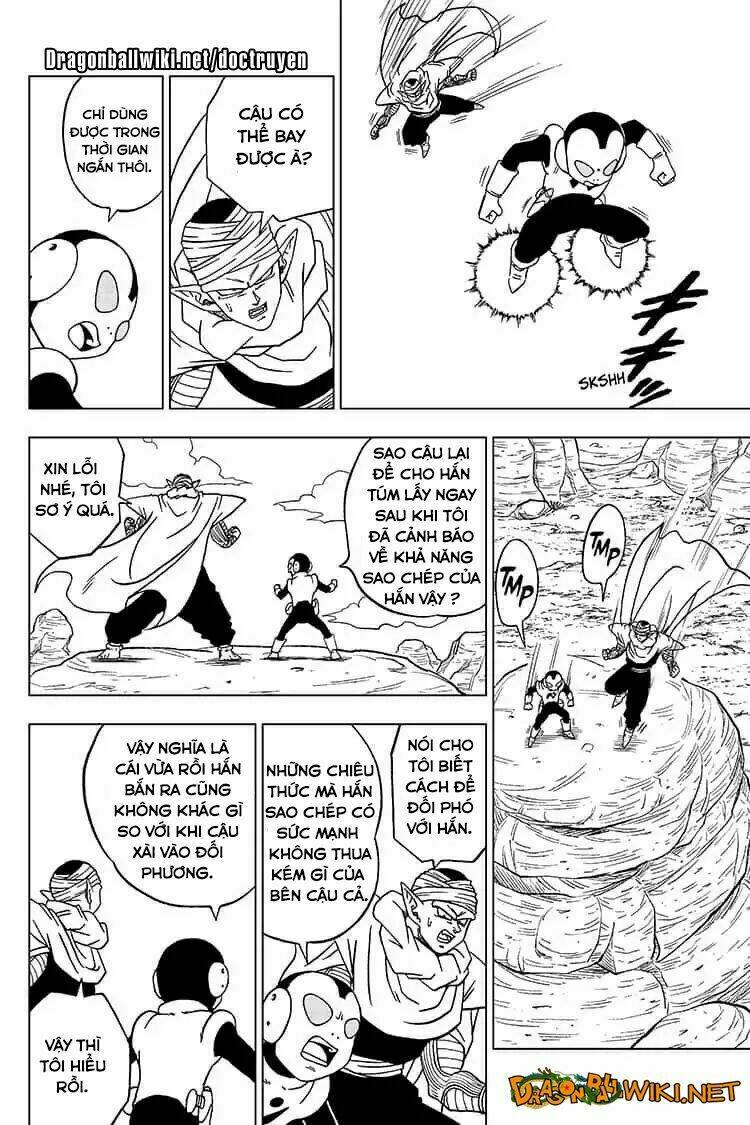 Dragonballwiki.net/doctruyen
SKSHH
CẬU CÓ
THỂ BAY
ĐƯỢC À?
CHỈ DÙNG
ĐƯỢC TRONG
THỜI GIAN
NGẮN THÔI.
TMP
TMP
SAO CẬU LẠI
ĐỂ CHO HẮN
TÚM LẤY NGAY
SAU KHI TÔI
ĐÃ CẢNH BÁO
VỀ KHẢ NĂNG
SAO CHÉP CỦA
HẮN VẬY ?
XIN LỖI
NHÉ, TÔI
SƠ Ý QUÁ.
NÓI CHO
TÔI BIẾT
CÁCH ĐỂ
ĐỐI PHÓ
VỚI HẮN.
NHỮNG CHIÊU
THỨC MÀ HẮN
SAO CHÉP CÓ
SỨC MẠNH
KHÔNG THUA
KÉM GÌ CỦA
BÊN CẬU CẢ.
VẬY NGHĨA LÀ
CÁI VỪA RỒI HẮN
BẮN RA CŨNG
KHÔNG KHÁC GÌ
SO VỚI KHI CẬU
XÀI VÀO ĐỐI
PHƯƠNG.
VẬY THÌ
TÔI HIỂU
RỒI.
DRAGONBALLWIKI.NET